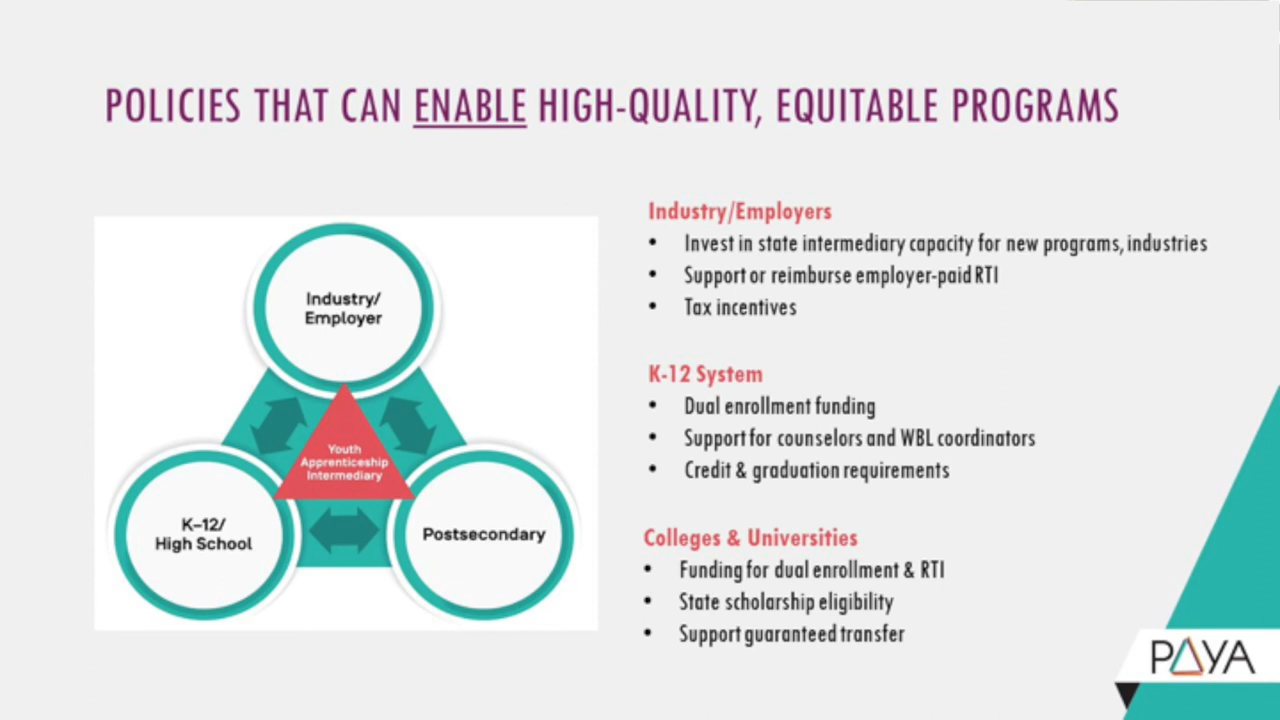 POLICIES THAT CAN ENABLE HIGH-QUALITY, EQUITABLE PROGRAMS
Industry/
Employer
Youth
Apprenticeship
Intermediary
K–12/
High School
Postsecondary
Industry/Employers
• Invest in state intermediary capacity for new programs, industries
• Support or reimburse employer-paid RTI
• Tax incentives
K-12 System
• Dual enrollment funding
• Support for counselors and WBL coordinators
• Credit & graduation requirements
Colleges & Universities
• Funding for dual enrollment & RTI
• State scholarship eligibility
• Support guaranteed transfer
PAYA